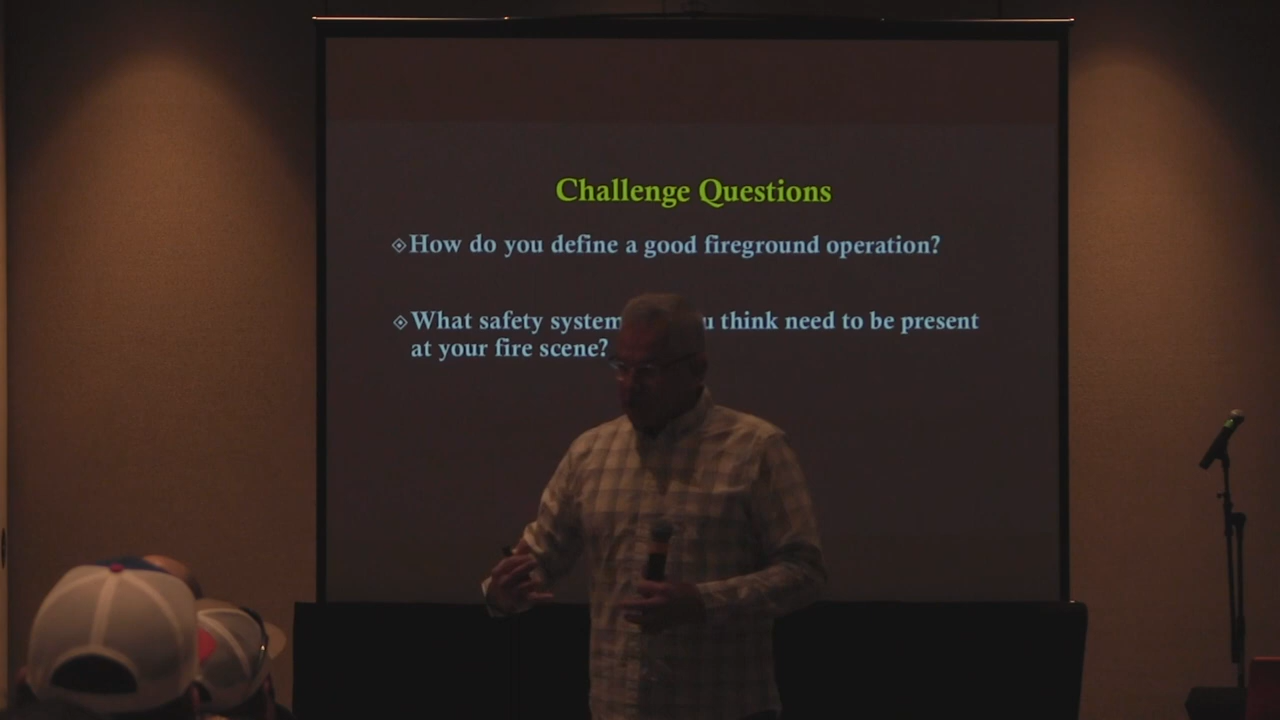 Challenge Questions
How do you define a good fireground operation?
What safety system u think need to be present
at your fire scene?